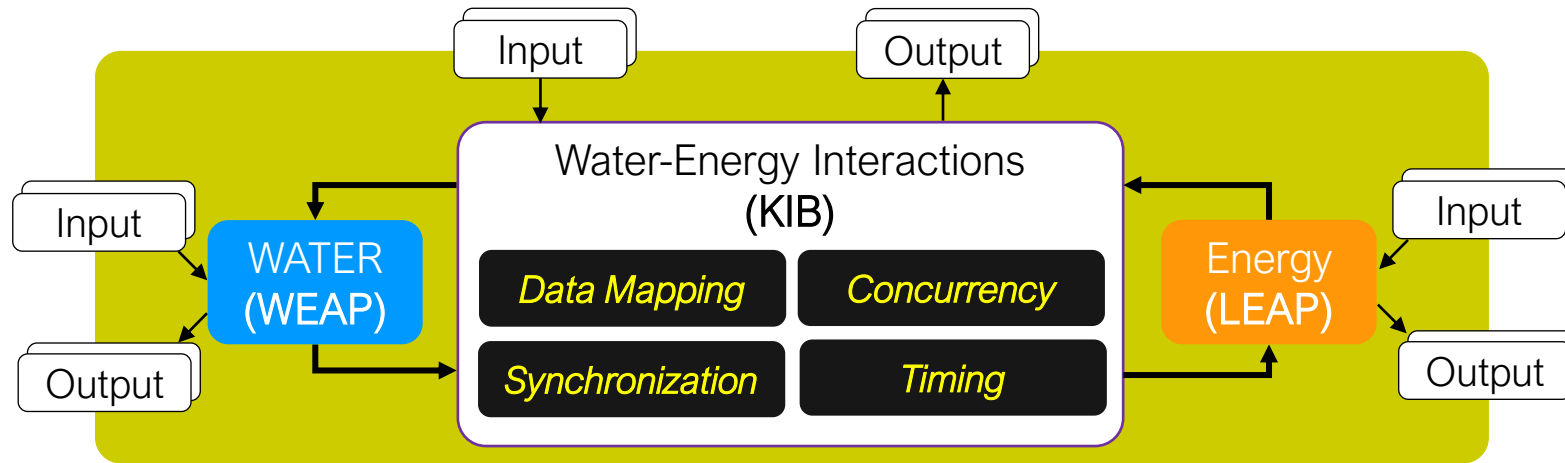 Input
Output
Water-Energy Interactions
(KIB)
Input
WATER
(WEAP)
Output
Data Mapping
Concurrency
Synchronization
Timing
Energy
(LEAP)
Input
Output